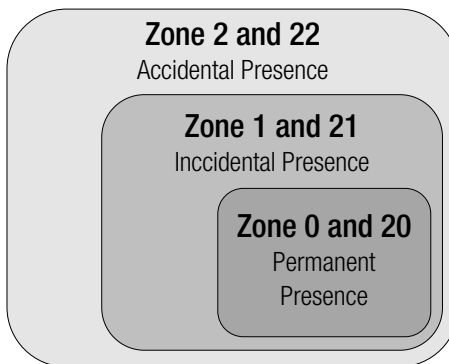 Zone 2 and 22
Accidental Presence
Zone 1 and 21
Inccidental Presence
Zone 0 and 20
Permanent
Presence